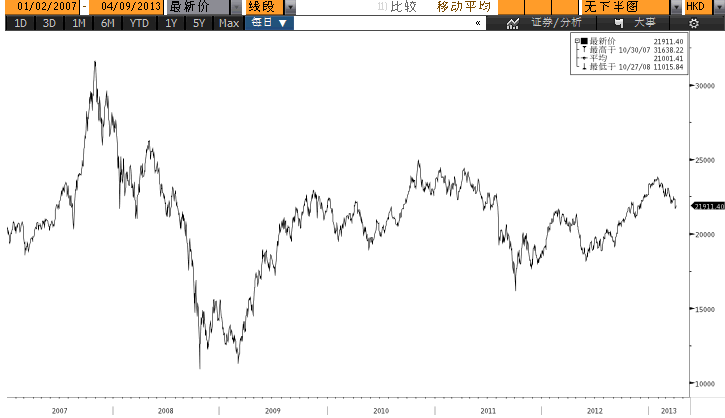 01/02/2007 - 04/09/2013 最新价 线段 11) 比较 移动平均 无下半图 HKD
1D 3D 1M 6M YTD 1Y 5Y Max 每日 ▼ « 证券/分析 大事
最新价 21911.40
最高于 10/30/07 31638.22
平均 21001.41
最低于 10/27/08 11015.84
30000
25000
21911.40
20000
15000
10000
2007 2008 2009 2010 2011 2012 2013